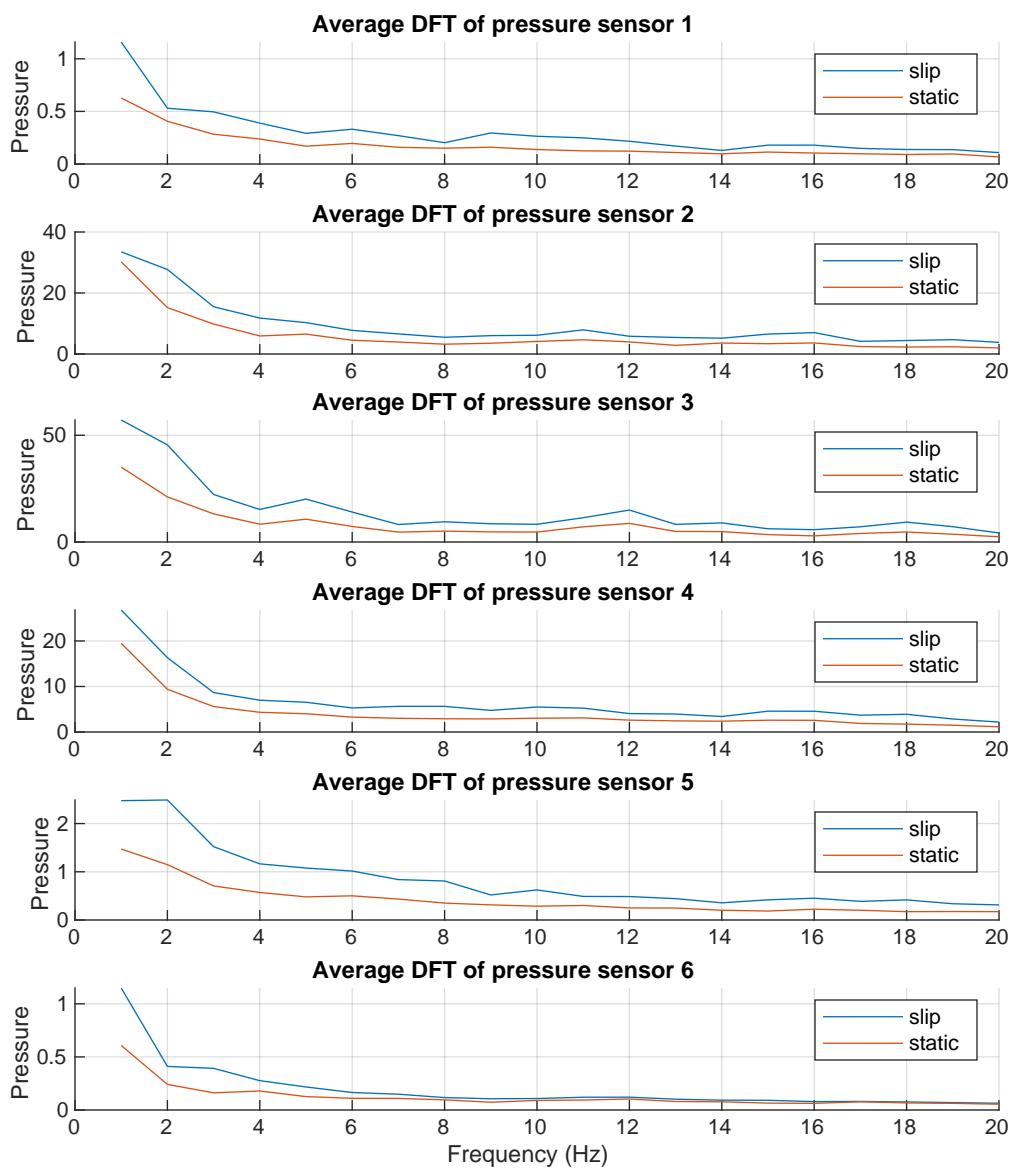 Average DFT of pressure sensor 1
Pressure
1
0.5
0
slip
static
0 2 4 6 8 10 12 14 16 18 20
Average DFT of pressure sensor 2
Pressure
40
20
0
slip
static
0 2 4 6 8 10 12 14 16 18 20
Average DFT of pressure sensor 3
Pressure
50
0
slip
static
0 2 4 6 8 10 12 14 16 18 20
Average DFT of pressure sensor 4
Pressure
20
10
0
slip
static
0 2 4 6 8 10 12 14 16 18 20
Average DFT of pressure sensor 5
Pressure
2
1
0
slip
static
0 2 4 6 8 10 12 14 16 18 20
Average DFT of pressure sensor 6
Pressure
1
0.5
0
slip
static
0 2 4 6 8 10 12 14 16 18 20
Frequency (Hz)